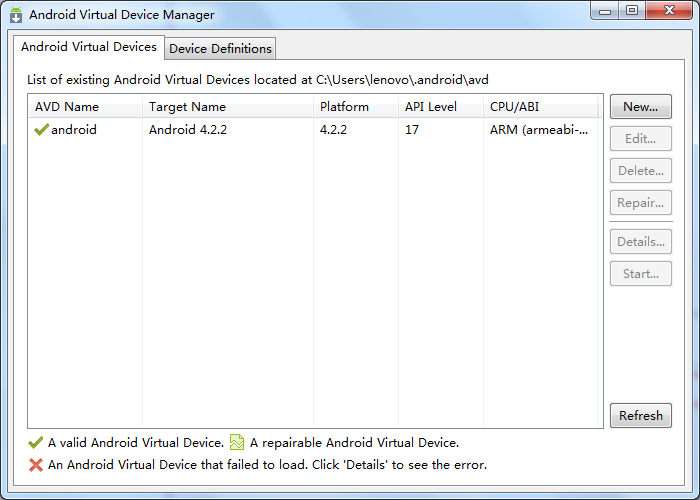 Android Virtual Device Manager
Android Virtual Devices Device Definitions
List of existing Android Virtual Devices located at C:\Users\lenovo\.android\avd
AVD Name Target Name Platform API Level CPU/ABI
android Android 4.2.2 4.2.2 17 ARM (armeabi-...
New...
Edit...
Delete...
Repair...
Details...
Start...
Refresh
A valid Android Virtual Device. A repairable Android Virtual Device.
An Android Virtual Device that failed to load. Click 'Details' to see the error.